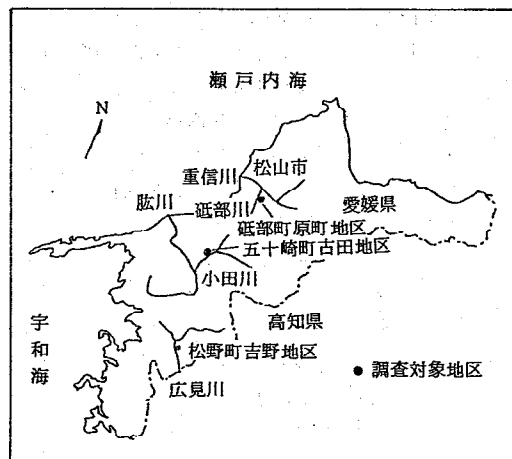 瀬戸内海
N
重信川
松山市
肱川
砥部川
愛媛県
砥部町原町地区
五十崎町古田地区
小田川
高知県
宇和海
松野町吉野地区
広見川
● 調査対象地区